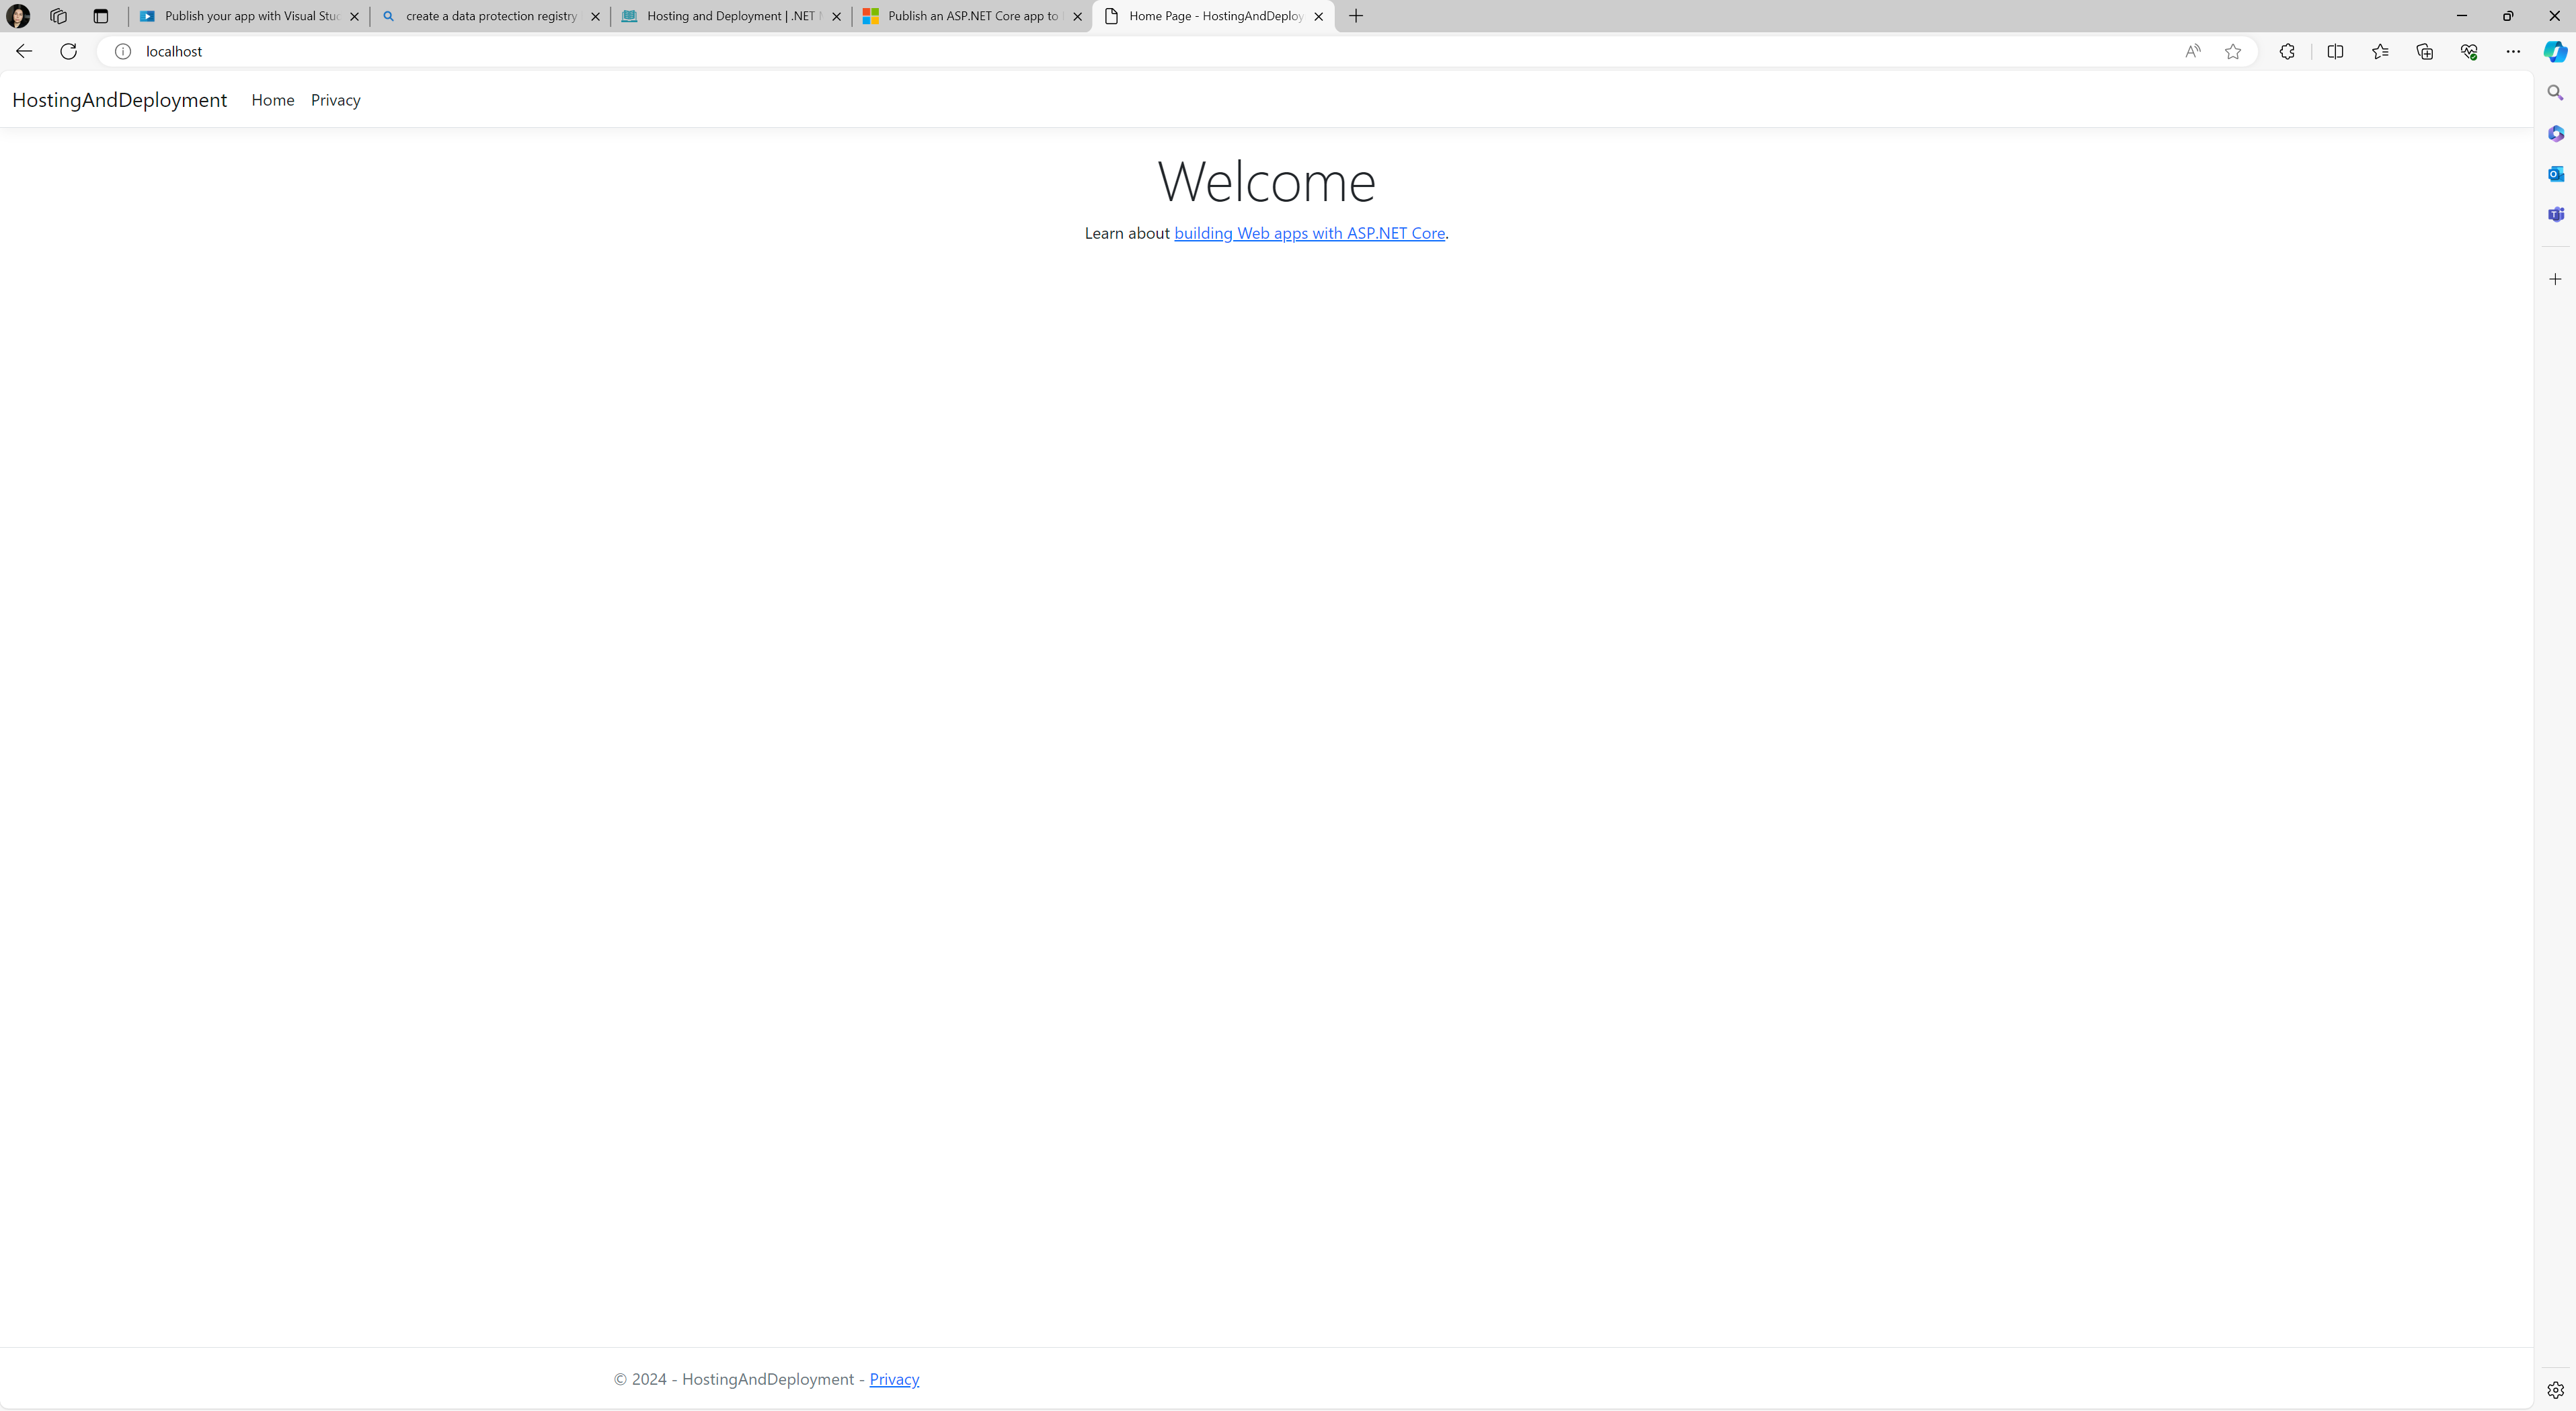 Publish your app with Visual Stuc
create a data protection registry
Hosting and Deployment | .NET
Publish an ASP.NET Core app to
Home Page - HostingAndDeploy
localhost
HostingAndDeployment Home Privacy
Welcome
Learn about building Web apps with ASP.NET Core.
© 2024 - HostingAndDeployment - Privacy